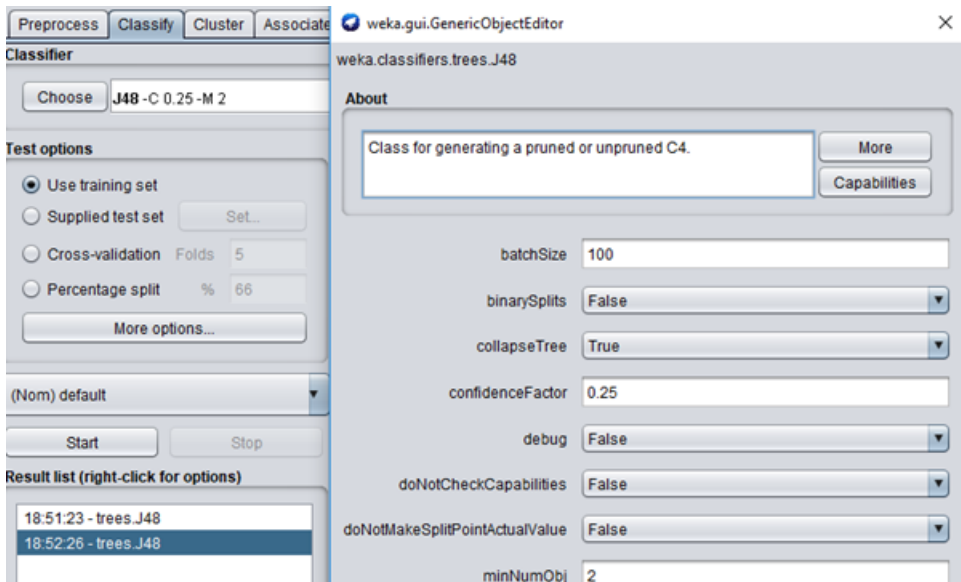 Preprocess Classify Cluster Associate
Classifier
Choose J48 -C 0.25 -M 2
Test options
Use training set
Supplied test set Set...
Cross-validation Folds 5
Percentage split % 66
More options...
(Nom) default
Start Stop
Result list (right-click for options)
18:51:23 - trees.J48
18:52:26 - trees.J48
weka.gui.GenericObjectEditor
weka.classifiers.trees.J48
About
Class for generating a pruned or unpruned C4.
More
Capabilities
batchSize 100
binarySplits False
collapseTree True
confidenceFactor 0.25
debug False
doNotCheckCapabilities False
doNotMakeSplitPointActualValue False
minNumObj 2